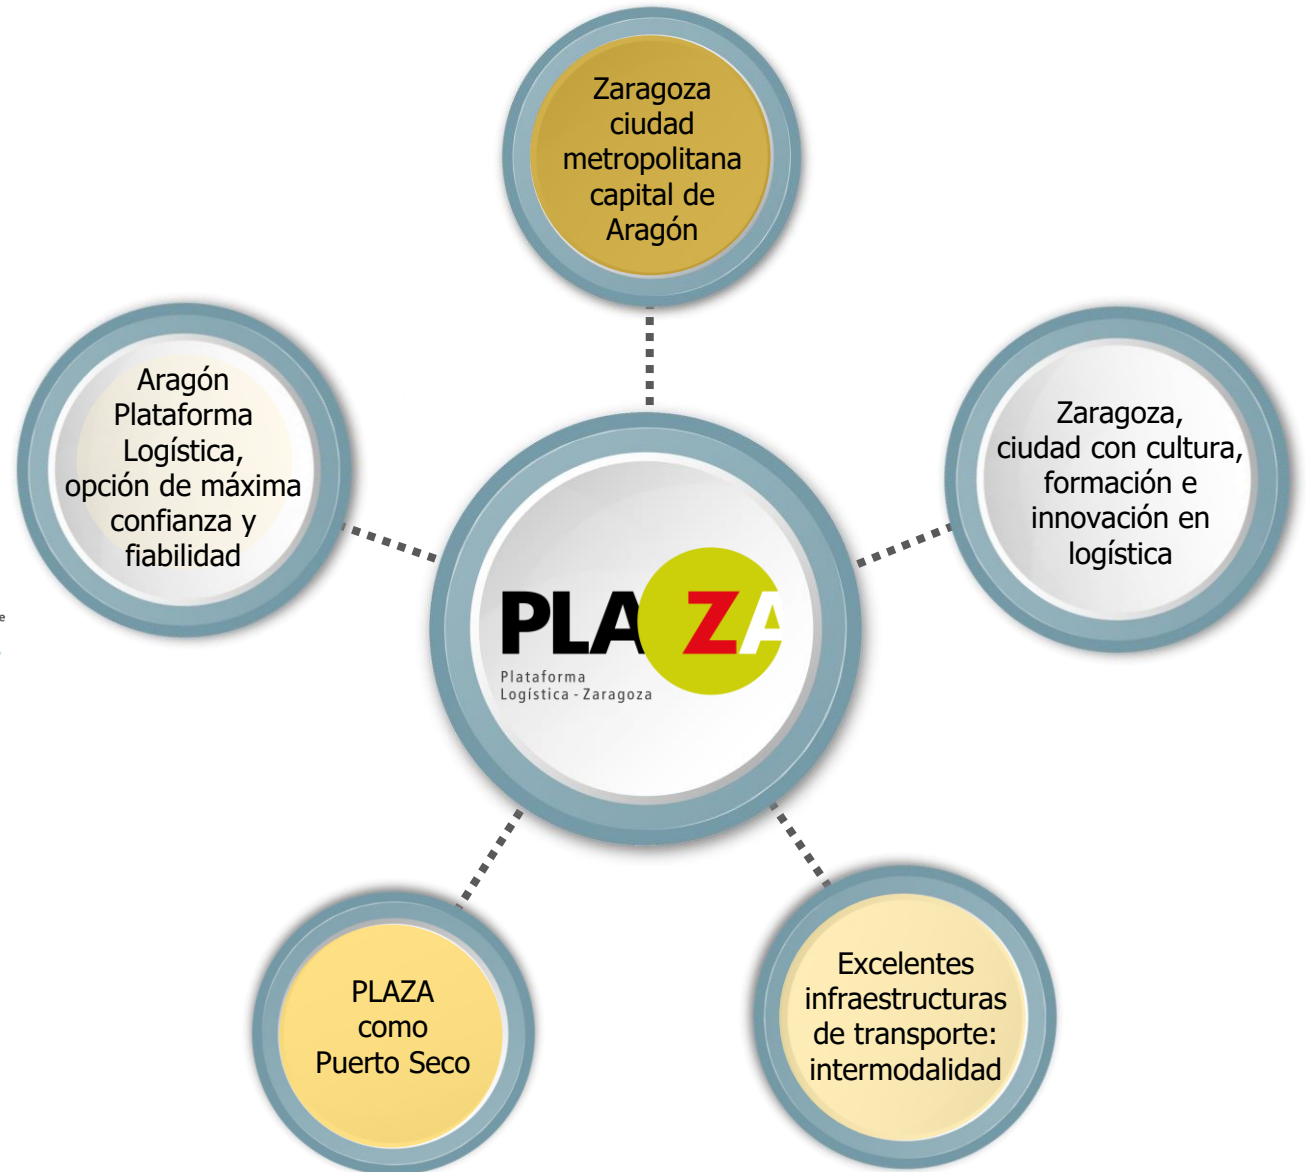 Zaragoza
ciudad
metropolitana
capital de
Aragón
Aragón
Plataforma
Logística,
opción de máxima
confianza y
fiabilidad
Zaragoza,
ciudad con cultura,
formación e
innovación en
logística
PLAZA
Plataforma
Logística - Zaragoza
PLAZA
como
Puerto Seco
Excelentes
infraestructuras
de transporte:
intermodalidad